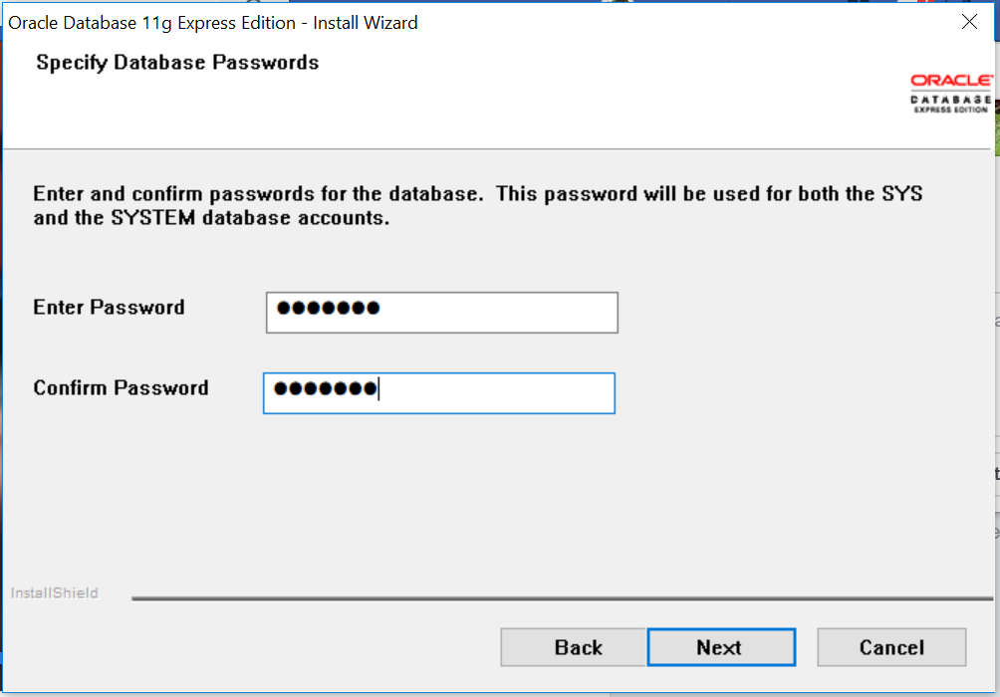 Oracle Database 11g Express Edition - Install Wizard
Specify Database Passwords
ORACLE
DATABASE
EXPRESS EDITION
Enter and confirm passwords for the database.  This password will be used for both the SYS
and the SYSTEM database accounts.
Enter Password ●●●●●●●
Confirm Password ●●●●●●●
InstallShield
Back Next Cancel